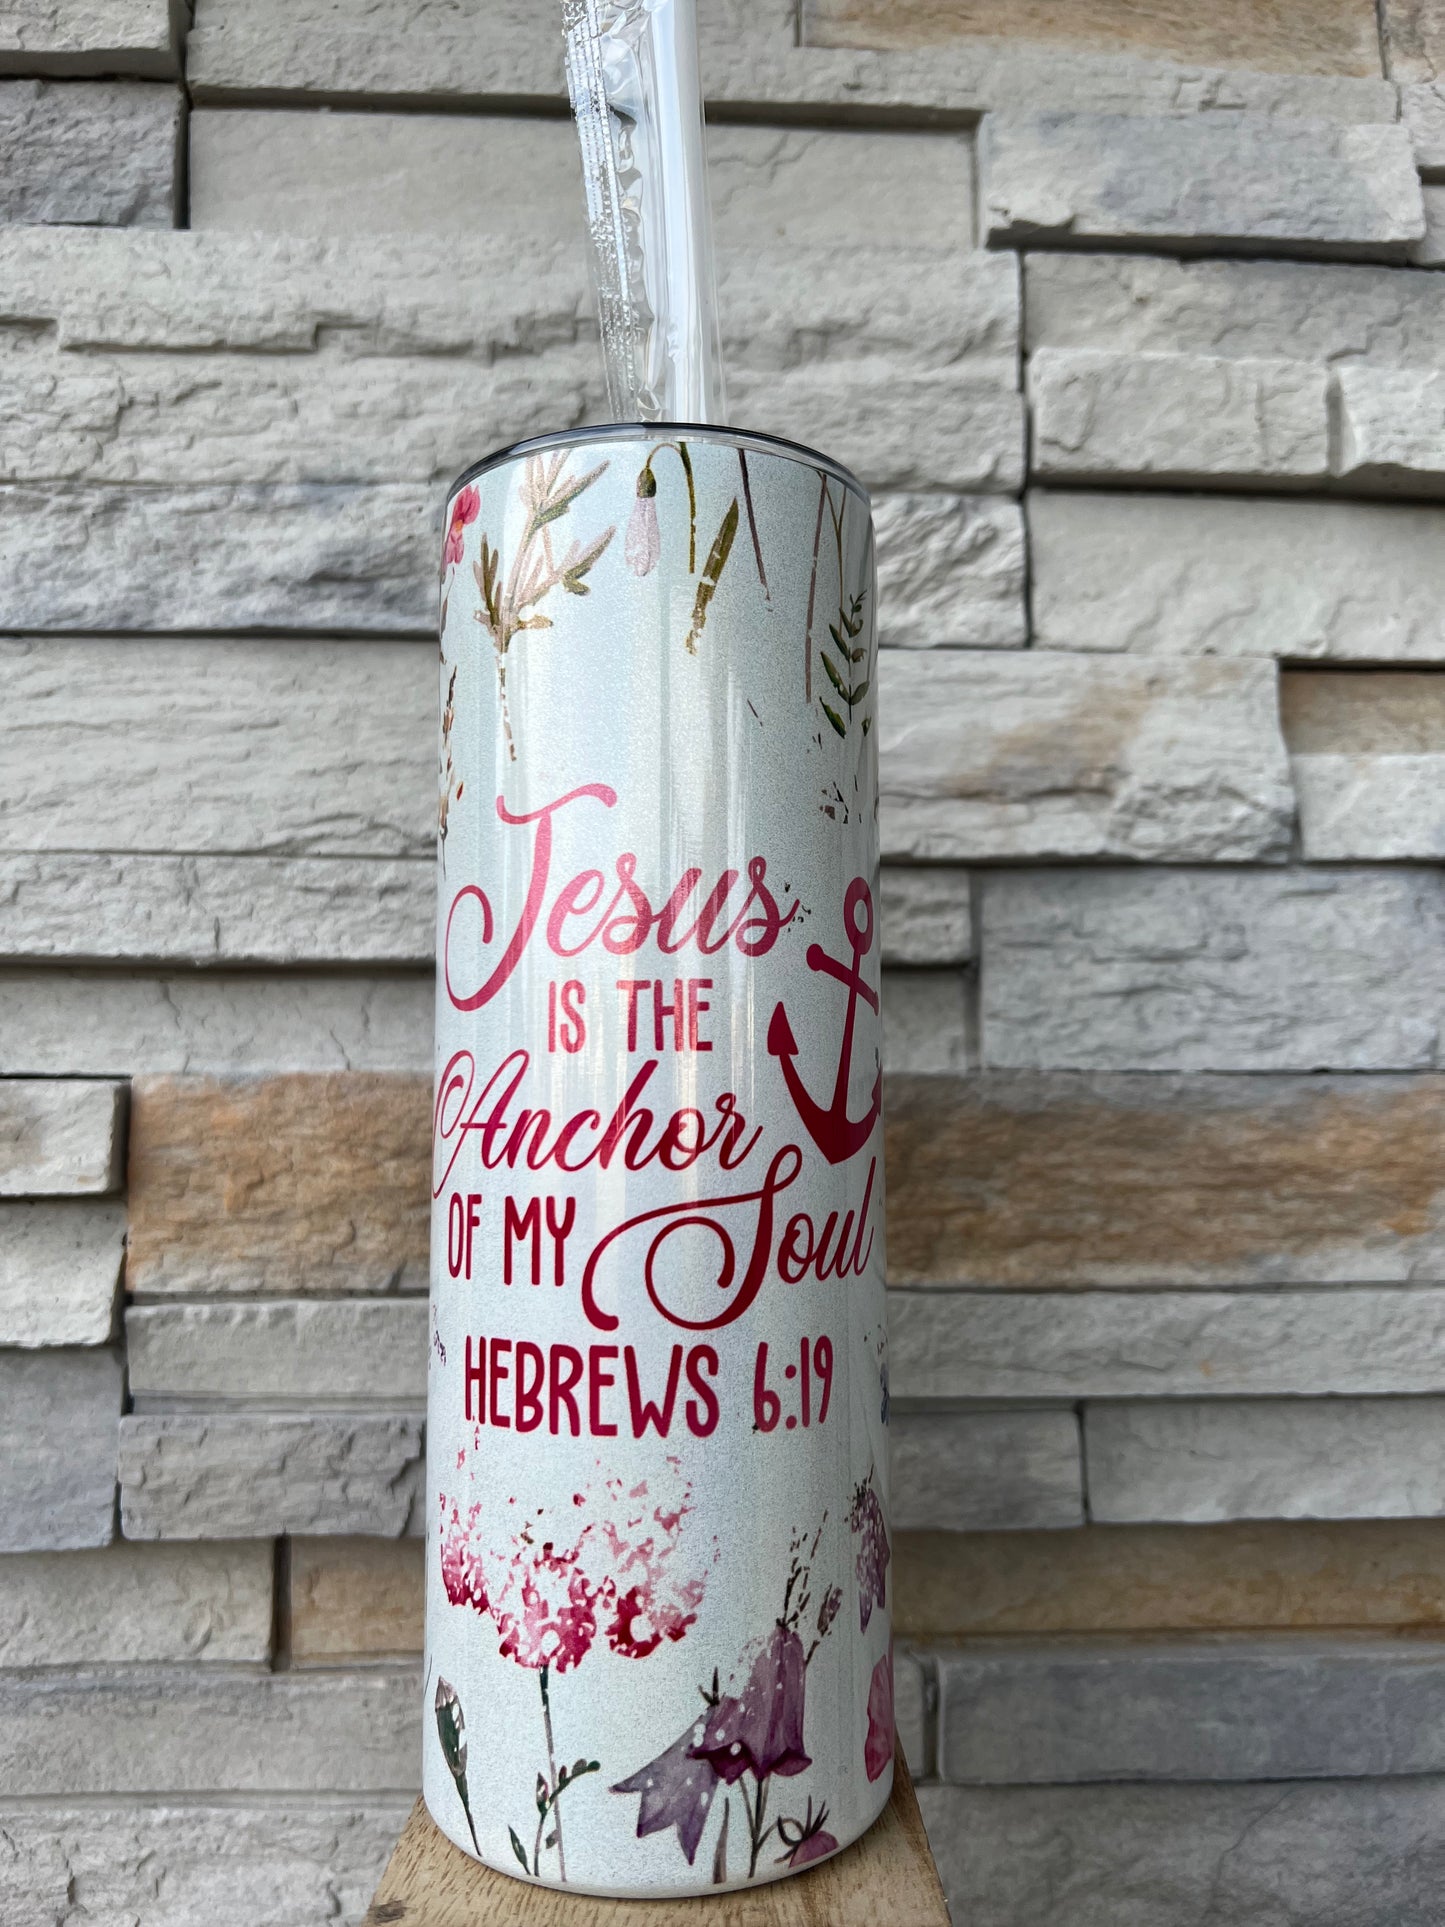 Jesus
IS THE
Anchor
OF MY Soul
HEBREWS 6:19